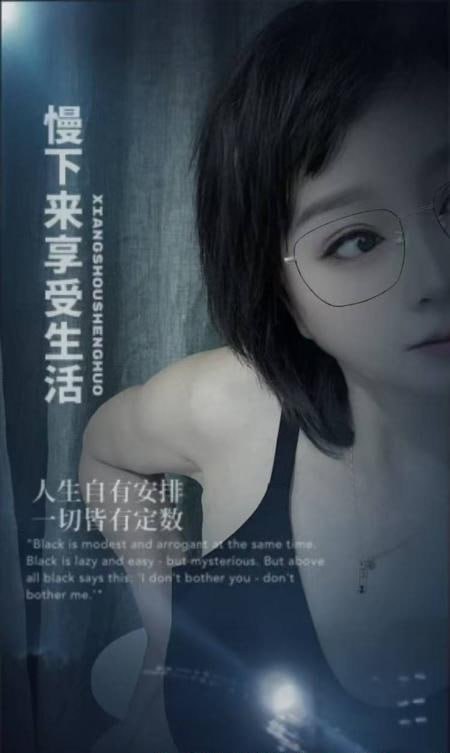 慢下来享受生活
XIANGSHOUSHENGHUO
人生自有安排
一切皆有定数
"Black is modest and arrogant at the same time.
Black is lazy and easy - but mysterious. But above
all black says this: 'I don't bother you - don't
bother me.'"